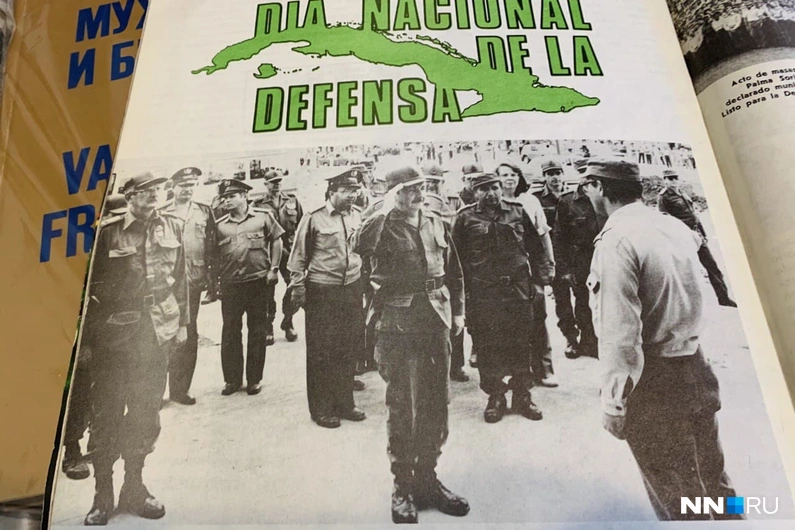 МУ
И Б
VA
FR
DIA NACIONAL
DE LA
DEFENSA
Acto de masas
Palma Sori
declarado muni
Listo para la De
NN RU